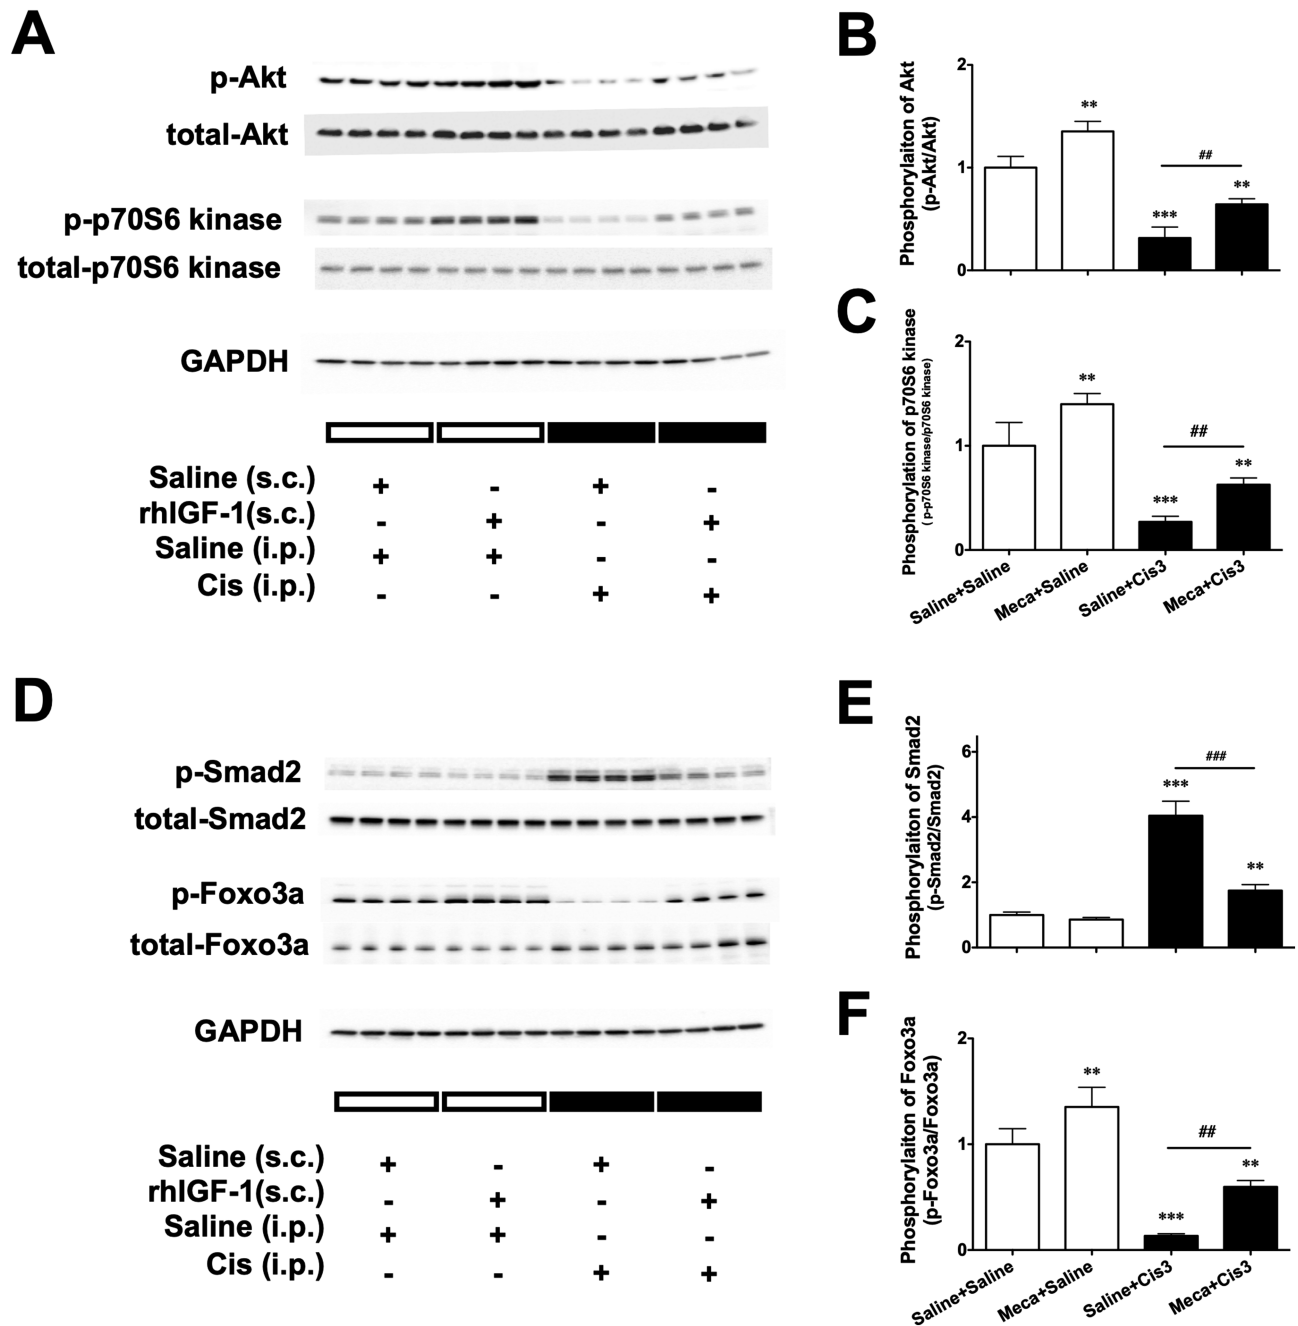 A
p-Akt
total-Akt
p-p70S6 kinase
total-p70S6 kinase
GAPDH
Saline (s.c.) + - + -
rhIGF-1(s.c.) - + - +
Saline (i.p.) + + - -
Cis (i.p.) - - + +
B
Phosphorylaiton of Akt
(p-Akt/Akt)
2
1
0
**
***
##
**
C
Phosphorylation of p70S6 kinase
( p-p70S6 kinase/p70S6 kinase)
2
1
0
**
***
##
**
Saline+Saline
Meca+Saline
Saline+Cis3
Meca+Cis3
D
p-Smad2
total-Smad2
p-Foxo3a
total-Foxo3a
GAPDH
Saline (s.c.) + - + -
rhIGF-1(s.c.) - + - +
Saline (i.p.) + + - -
Cis (i.p.) - - + +
E
Phosphorylaiton of Smad2
(p-Smad2/Smad2)
6
4
2
0
***
###
**
F
Phosphorylaiton of Foxo3a
(p-Foxo3a/Foxo3a)
2
1
0
**
***
##
**
Saline+Saline
Meca+Saline
Saline+Cis3
Meca+Cis3